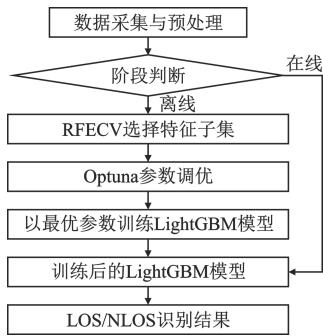 数据采集与预处理
阶段判断
在线
离线
RFECV选择特征子集
Optuna参数调优
以最优参数训练LightGBM模型
训练后的LightGBM模型
LOS/NLOS识别结果